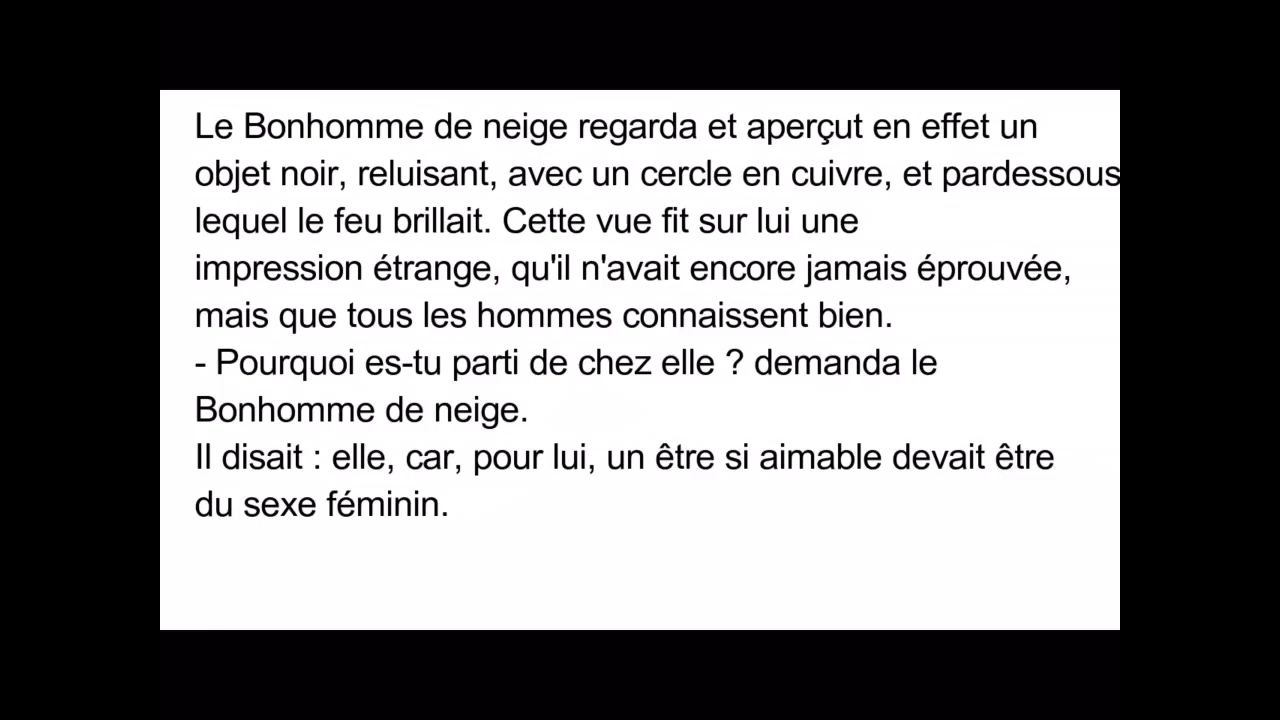 Le Bonhomme de neige regarda et aperçut en effet un
objet noir, reluisant, avec un cercle en cuivre, et pardessous
lequel le feu brillait. Cette vue fit sur lui une
impression étrange, qu'il n'avait encore jamais éprouvée,
mais que tous les hommes connaissent bien.
- Pourquoi es-tu parti de chez elle ? demanda le
Bonhomme de neige.
Il disait : elle, car, pour lui, un être si aimable devait être
du sexe féminin.